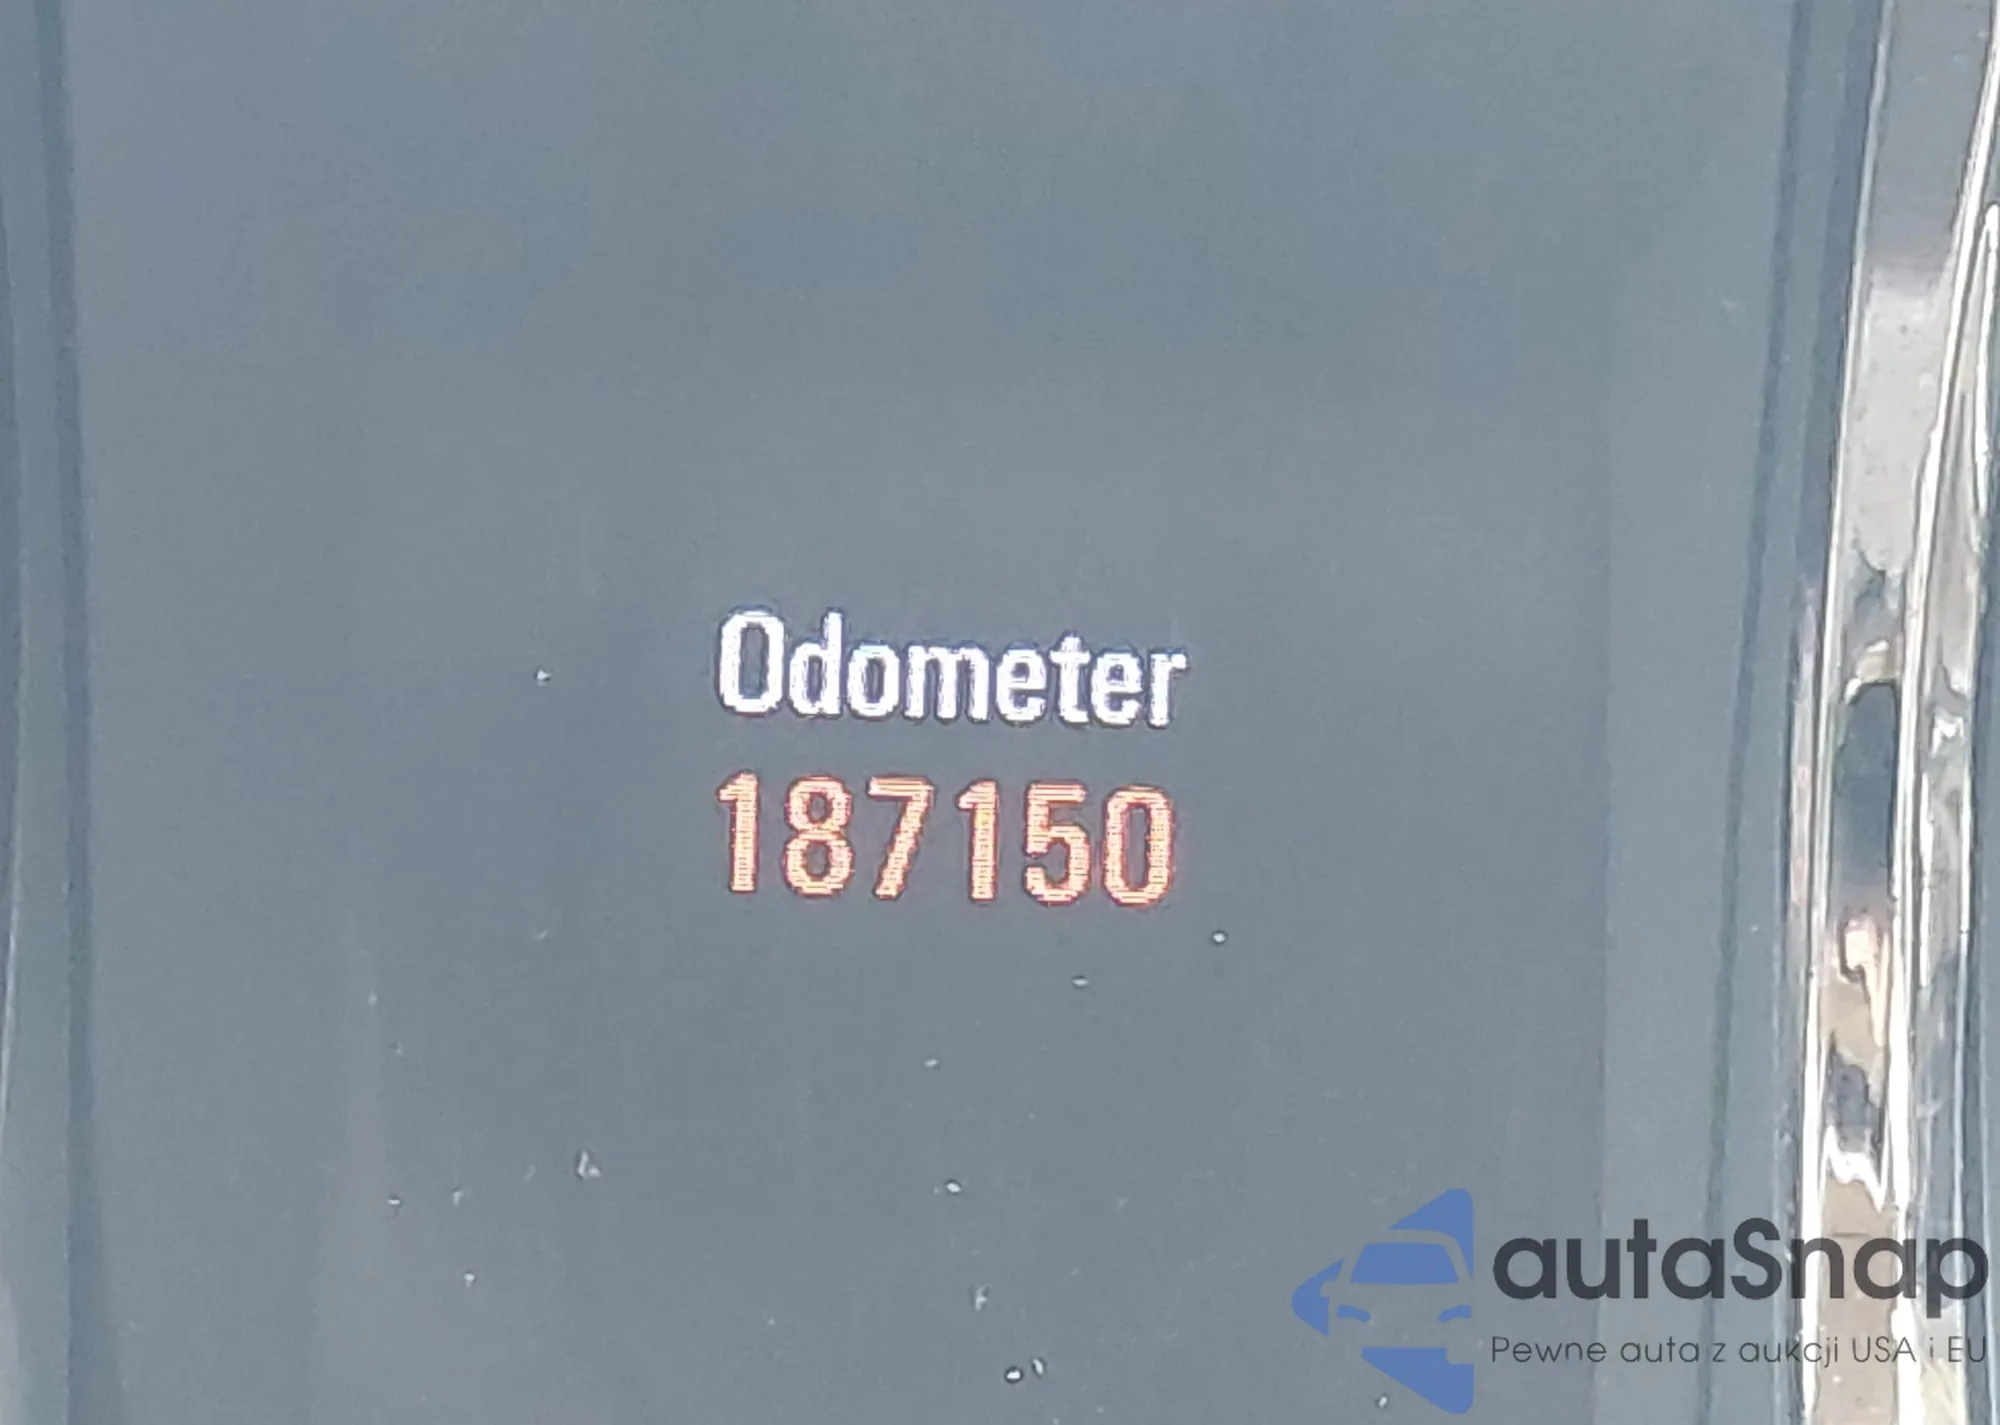 Odometer
187150
autaSnap
Pewne auta z aukcji USA i EU